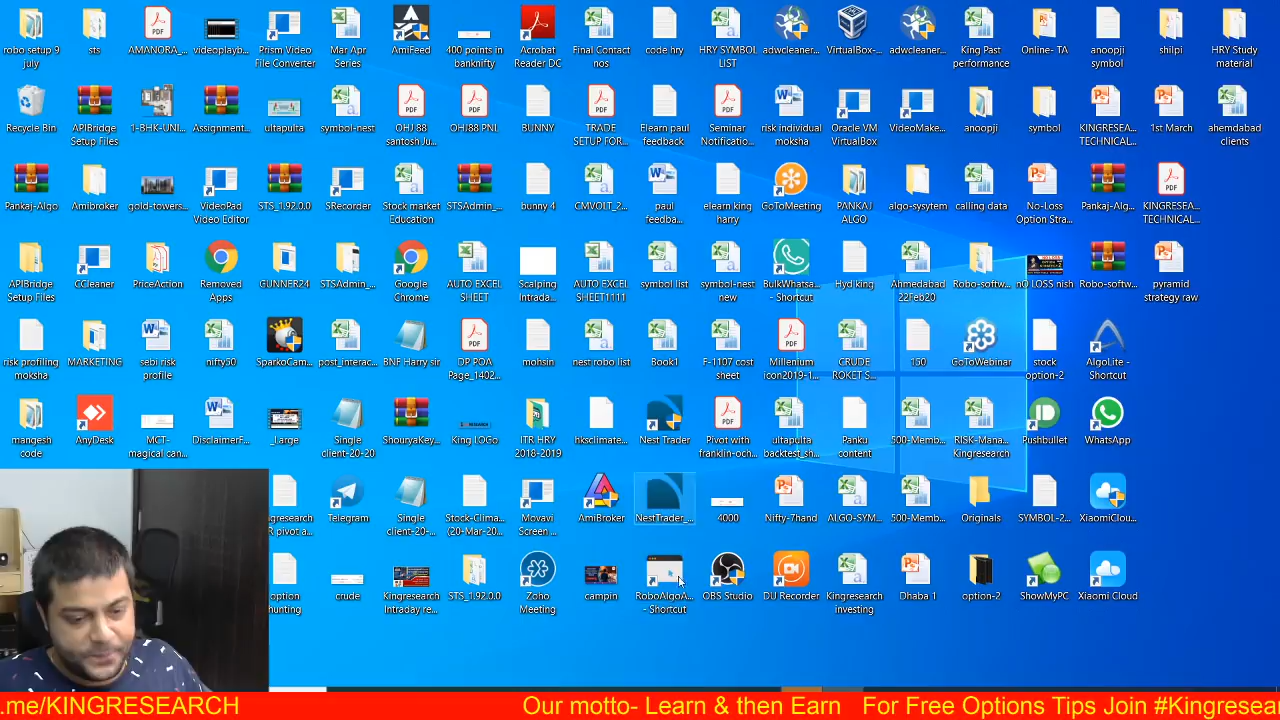 robo setup 9 july
sts
AMANORA_...
videoplayb...
Prism Video File Converter
Mar Apr Series
AmiFeed
400 points in banknifty
Acrobat Reader DC
Final Contact nos
code hry
HRY SYMBOL LIST
adwcleaner...
VirtualBox-...
adwcleaner...
King Past performance
Online- TA
anoopji symbol
shilpi
HRY Study material
Recycle Bin
APIBridge Setup Files
1-BHK-UNI...
Assignment...
ultapulta
symbol-nest
OHJ 88 santosh Ju...
OHJ88 PNL
BUNNY
TRADE SETUP FOR...
Elearn paul feedback
Seminar Notificatio...
risk individual moksha
Oracle VM VirtualBox
VideoMake...
anoopji
symbol
KINGRESEA... TECHNICAL...
1st March
ahemdabad clients
Pankaj-Algo
Amibroker
gold-towers...
VideoPad Video Editor
STS_1.92.0.0
SRecorder
Stock market Education
STSAdmin_...
bunny 4
CMVOLT_2...
paul feedba...
elearn king harry
GoToMeeting
PANKAJ ALGO
algo-sysytem
calling data
No-Loss Option Stra...
Pankaj-Alg...
KINGRESEA... TECHNICAL...
APIBridge Setup Files
CCleaner
PriceAction
Removed Apps
GUNNER24
STSAdmin_...
Google Chrome
AUTO EXCEL SHEET
Scalping Intrada...
AUTO EXCEL SHEET1111
symbol list
symbol-nest new
BulkWhatsa... - Shortcut
Hyd king
Ahmedabad 22Feb20
Robo-softw...
nO LOSS nish
Robo-softw...
pyramid strategy raw
risk profiling moksha
MARKETING
sebi risk profile
nifty50
SparkoCam...
post_interac...
BNF Harry sir
DP POA Page_1402...
mohsin
nest robo list
Book1
F-1107 cost sheet
Millenium icon2019-1...
CRUDE ROKET S...
150
GoToWebinar
stock option-2
AlgoLite - Shortcut
mangesh code
AnyDesk
MCT- magical can...
DisclaimerF...
_Large
Single client-20-20
ShouryaKey...
King LOGo
ITR HRY 2018-2019
hksclimate...
Nest Trader
Pivot with franklin-och...
ultapulta backtest_sh...
Panku content
500-Memb...
RISK-Mana... Kingresearch
Pushbullet
WhatsApp
Telegram
Single client-20-...
Stock-Clima... (20-Mar-20...
Movavi Screen ...
AmiBroker
NestTrader_...
4000
Nifty-7hand
ALGO-SYM...
500-Memb...
Originals
SYMBOL-2...
XiaomiClou...
option hunting
crude
Kingresearch Intraday re...
STS_1.92.0.0
Zoho Meeting
campin
RoboAlgoA... - Shortcut
OBS Studio
DU Recorder
Kingresearch investing
Dhaba 1
option-2
ShowMyPC
Xiaomi Cloud
.me/KINGRESEARCH Our motto- Learn & then Earn For Free Options Tips Join #Kingresea